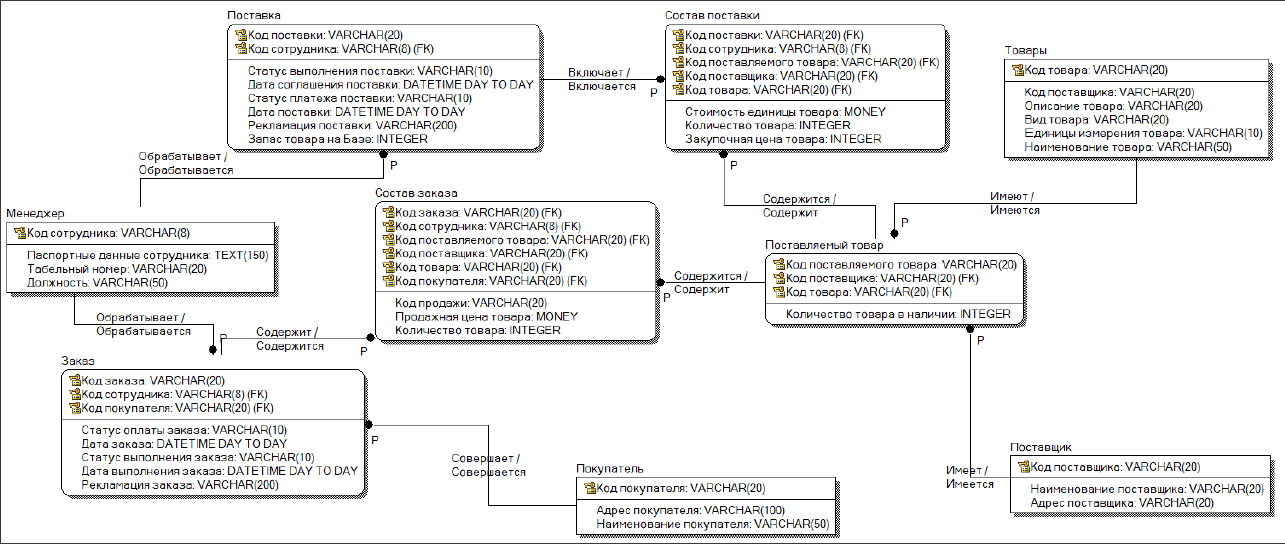 Поставка
Код поставки: VARCHAR(20)
Код сотрудника: VARCHAR(8) (FK)
Статус выполнения поставки: VARCHAR(10)
Дата соглашения поставки: DATETIME DAY TO DAY
Статус платежа поставки: VARCHAR(10)
Дата поставки: DATETIME DAY TO DAY
Рекламация поставки: VARCHAR(200)
Запас товара на Базе: INTEGER
Включает /
Включается
P
Состав поставки
Код поставки: VARCHAR(20) (FK)
Код сотрудника: VARCHAR(8) (FK)
Код поставляемого товара: VARCHAR(20) (FK)
Код поставщика: VARCHAR(20) (FK)
Код товара: VARCHAR(20) (FK)
Стоимость единицы товара: MONEY
Количество товара: INTEGER
Закупочная цена товара: INTEGER
Товары
Код товара: VARCHAR(20)
Код поставщика: VARCHAR(20)
Описание товара: VARCHAR(20)
Вид товара: VARCHAR(20)
Единицы измерения товара: VARCHAR(10)
Наименование товара: VARCHAR(50)
Обрабатывает /
Обрабатывается
P
P
Содержится /
Содержит
Имеют /
Имеются
P
Менеджер
Код сотрудника: VARCHAR(8)
Паспортные данные сотрудника: TEXT(150)
Табельный номер: VARCHAR(20)
Должность: VARCHAR(50)
Состав заказа
Код заказа: VARCHAR(20) (FK)
Код сотрудника: VARCHAR(8) (FK)
Код поставляемого товара: VARCHAR(20) (FK)
Код поставщика: VARCHAR(20) (FK)
Код товара: VARCHAR(20) (FK)
Код покупателя: VARCHAR(20) (FK)
Код продажи: VARCHAR(20)
Продажная цена товара: MONEY
Количество товара: INTEGER
Содержится /
Содержит
P
Поставляемый товар
Код поставляемого товара: VARCHAR(20)
Код поставщика: VARCHAR(20) (FK)
Код товара: VARCHAR(20) (FK)
Количество товара в наличии: INTEGER
P
Обрабатывает /
Обрабатывается
P
Содержит /
Содержится
P
Заказ
Код заказа: VARCHAR(20)
Код сотрудника: VARCHAR(8) (FK)
Код покупателя: VARCHAR(20) (FK)
Статус оплаты заказа: VARCHAR(10)
Дата заказа: DATETIME DAY TO DAY
Статус выполнения заказа: VARCHAR(10)
Дата выполнения заказа: DATETIME DAY TO DAY
Рекламация заказа: VARCHAR(200)
P
Совершает /
Совершается
Покупатель
Код покупателя: VARCHAR(20)
Адрес покупателя: VARCHAR(100)
Наименование покупателя: VARCHAR(50)
Имеет /
Имеется
Поставщик
Код поставщика: VARCHAR(20)
Наименование поставщика: VARCHAR(20)
Адрес поставщика: VARCHAR(20)